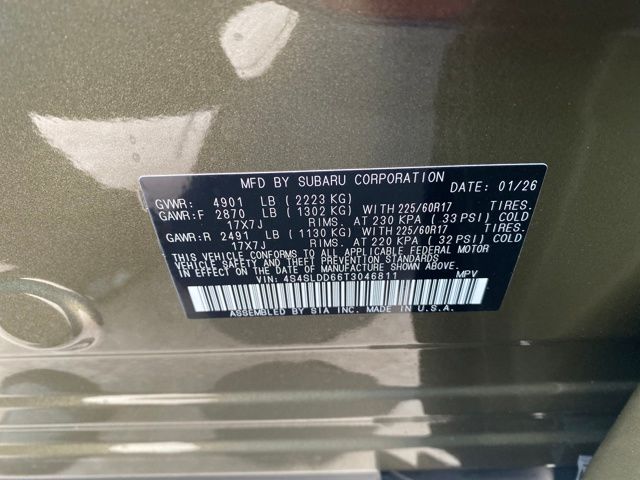 MFD BY SUBARU CORPORATION
GVWR: 4901 LB (2223 KG) DATE: 01/26
GAWR:F 2870 LB (1302 KG) WITH 225/60R17 TIRES.
17X7J RIMS. AT 230 KPA (33 PSI) COLD
GAWR:R 2491 LB (1130 KG) WITH 225/60R17 TIRES.
17X7J RIMS. AT 220 KPA (32 PSI) COLD
THIS VEHICLE CONFORMS TO ALL APPLICABLE FEDERAL MOTOR
VEHICLE SAFETY AND THEFT PREVENTION STANDARDS
IN EFFECT ON THE DATE OF MANUFACTURE SHOWN ABOVE.
VIN: 4S4SLDD66T3046811 MPV
ASSEMBLED BY SIA INC. MADE IN U.S.A.